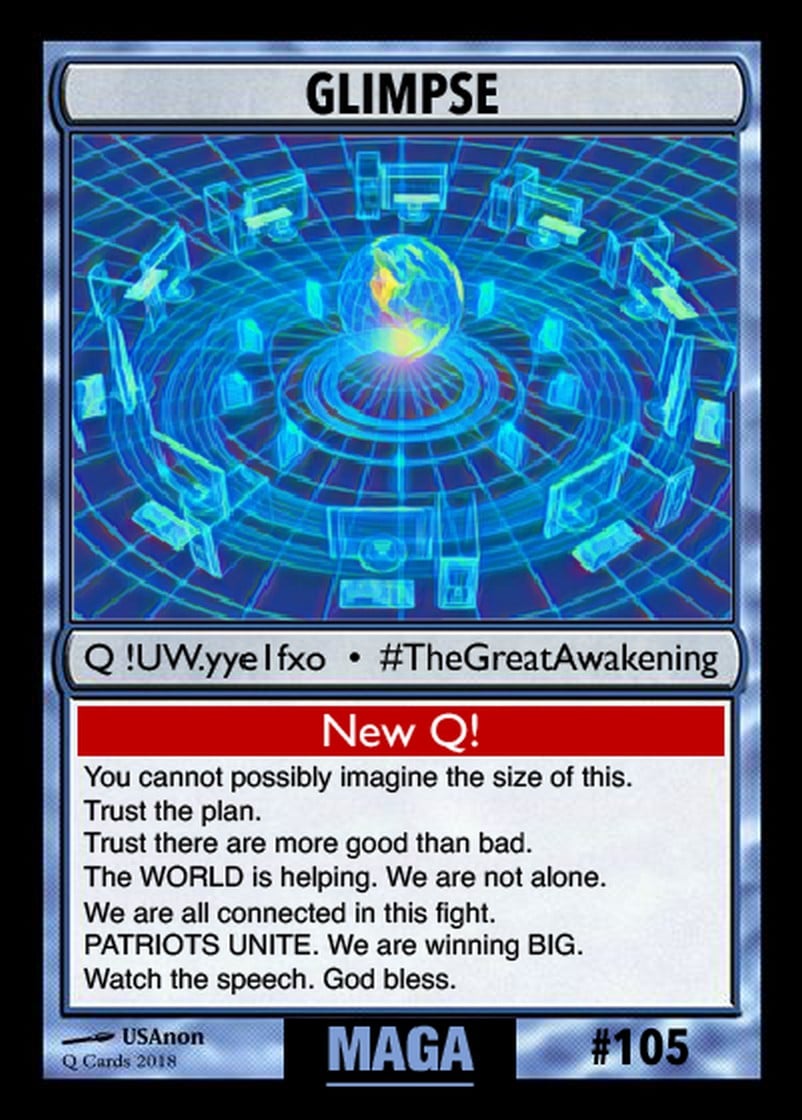 GLIMPSE
Q !UW.yye1fxo • #TheGreatAwakening
New Q!
You cannot possibly imagine the size of this.
Trust the plan.
Trust there are more good than bad.
The WORLD is helping. We are not alone.
We are all connected in this fight.
PATRIOTS UNITE. We are winning BIG.
Watch the speech. God bless.
USAnon
Q Cards 2018
MAGA
#105